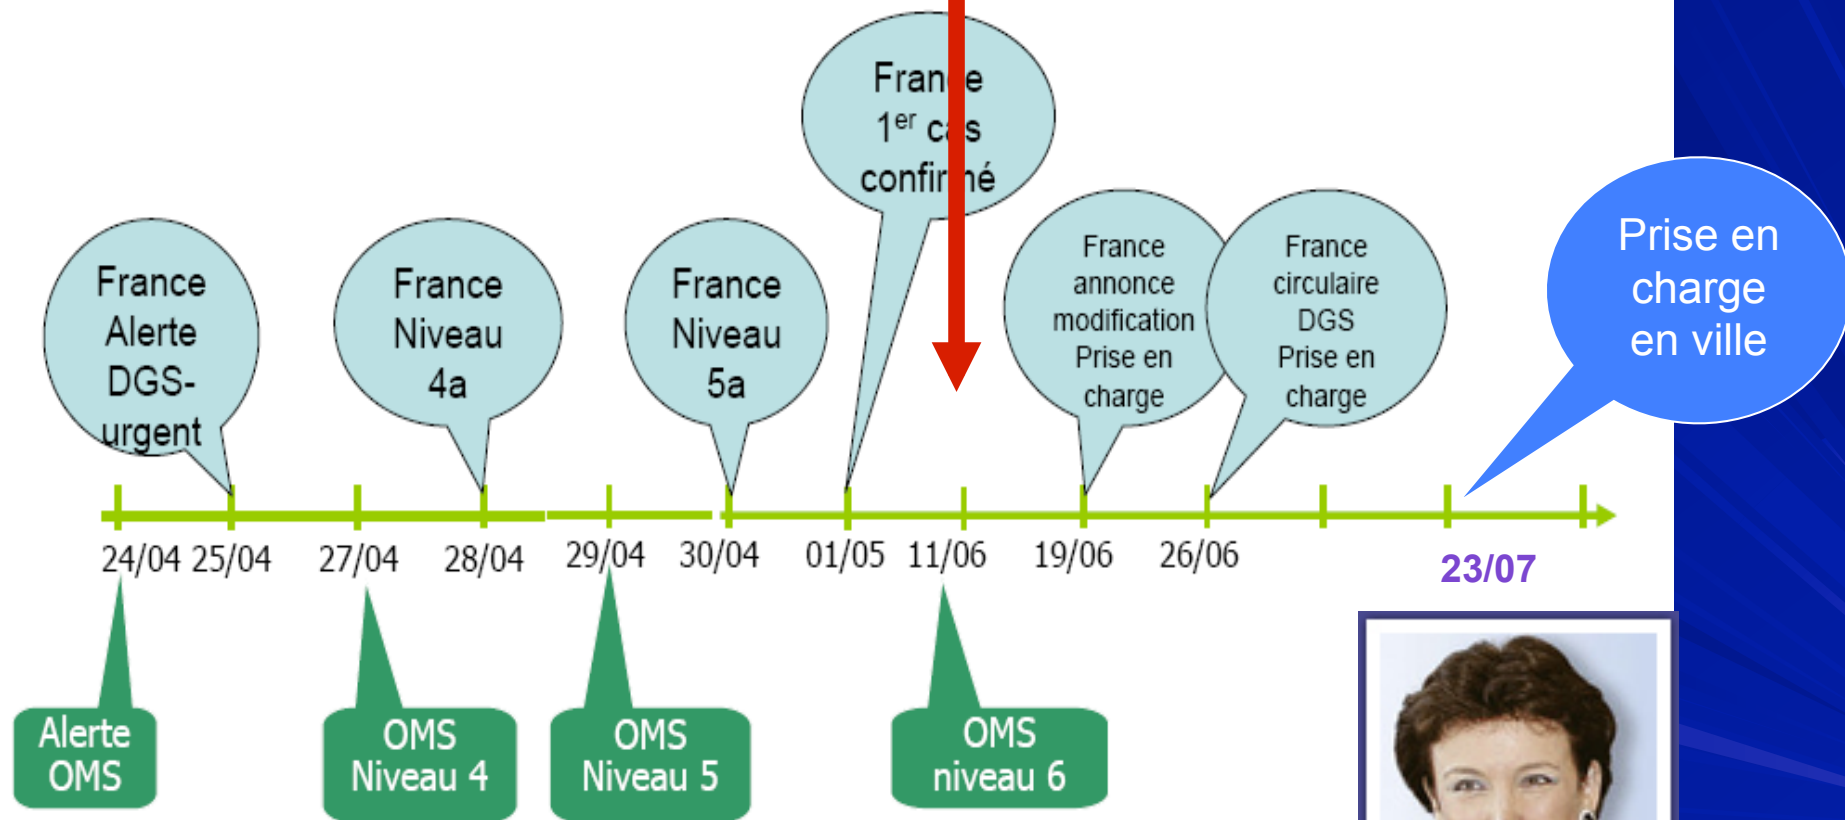 France
1er cas
confirmé
France
Alerte
DGS-
urgent
France
Niveau
4a
France
Niveau
5a
France
annonce
modification
Prise en
charge
France
circulaire
DGS
Prise en
charge
Prise en
charge
en ville
24/04 25/04 27/04 28/04 29/04 30/04 01/05 11/06 19/06 26/06 23/07
Alerte
OMS
OMS
Niveau 4
OMS
Niveau 5
OMS
niveau 6